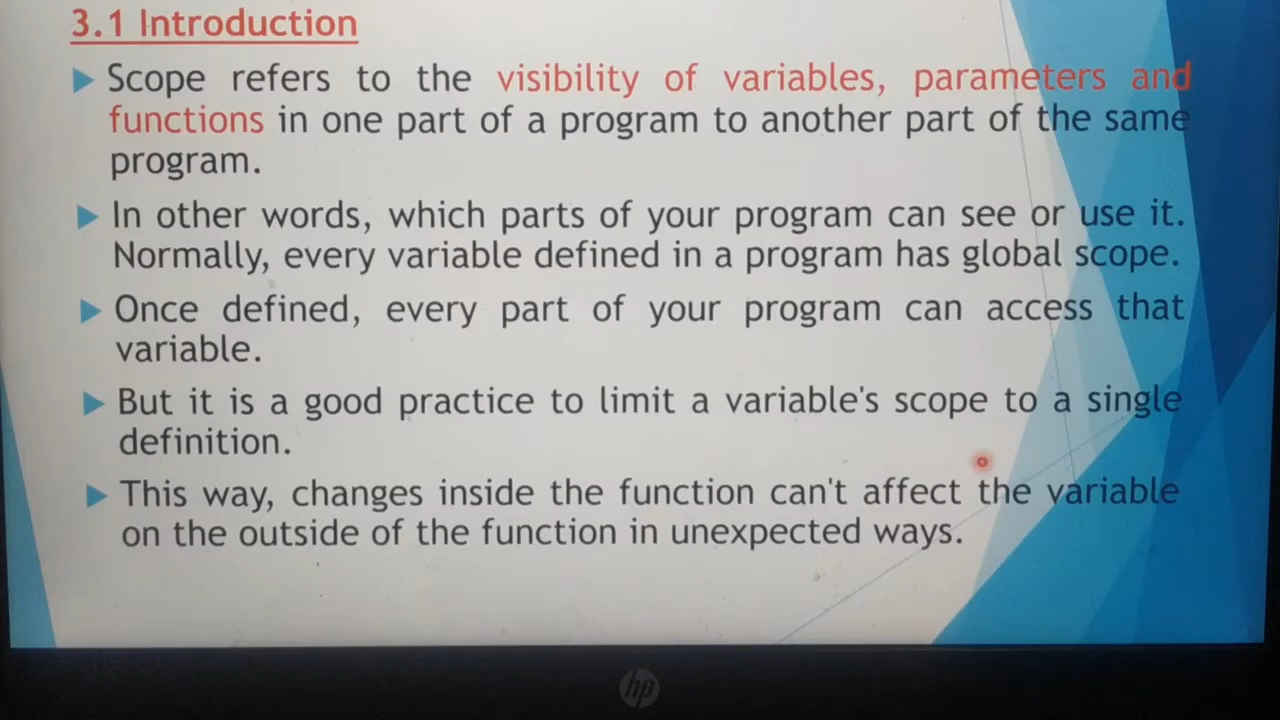 3.1 Introduction
Scope refers to the visibility of variables, parameters and
functions in one part of a program to another part of the same
program.
In other words, which parts of your program can see or use it.
Normally, every variable defined in a program has global scope.
Once defined, every part of your program can access that
variable.
But it is a good practice to limit a variable's scope to a single
definition.
This way, changes inside the function can't affect the variable
on the outside of the function in unexpected ways.
hp